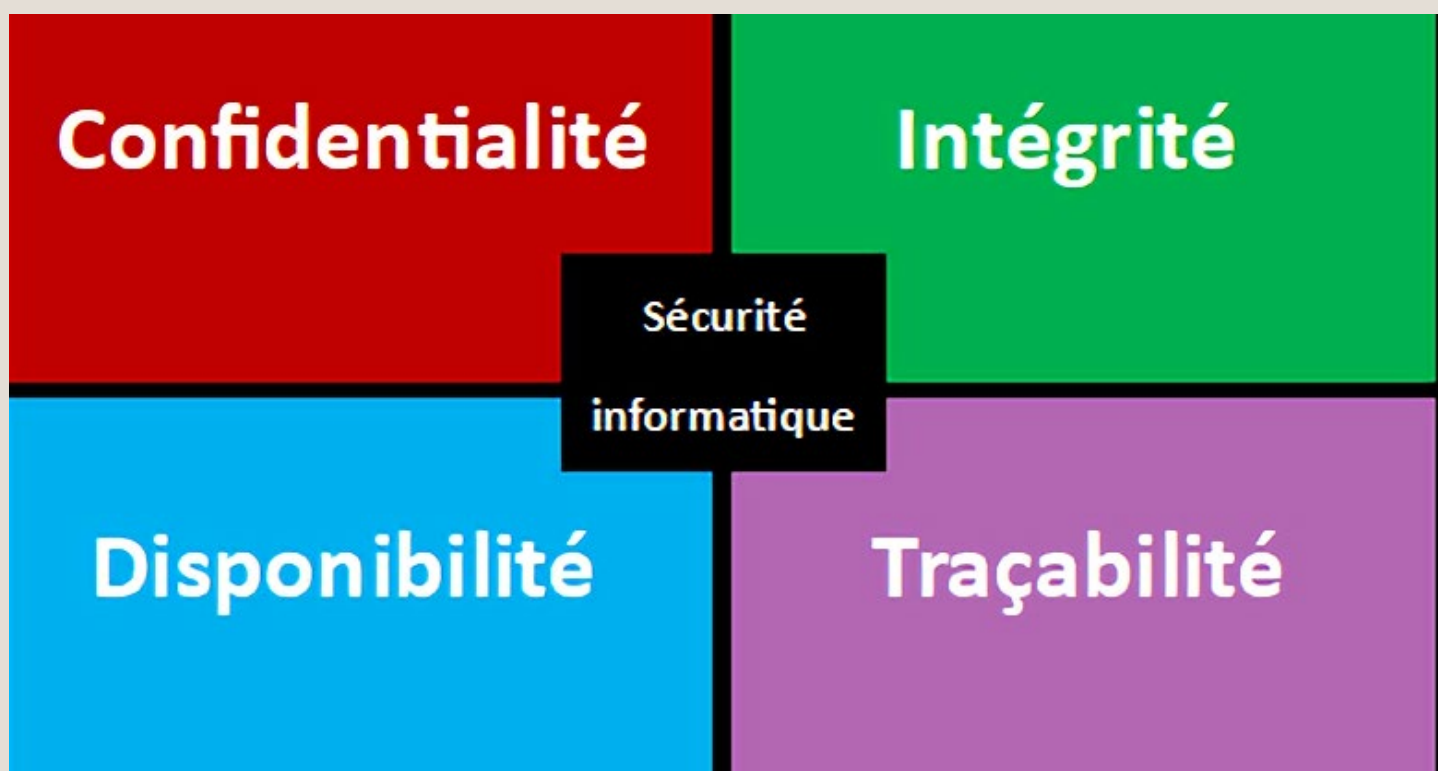 Confidentialité
Intégrité
Sécurité
informatique
Disponibilité
Traçabilité